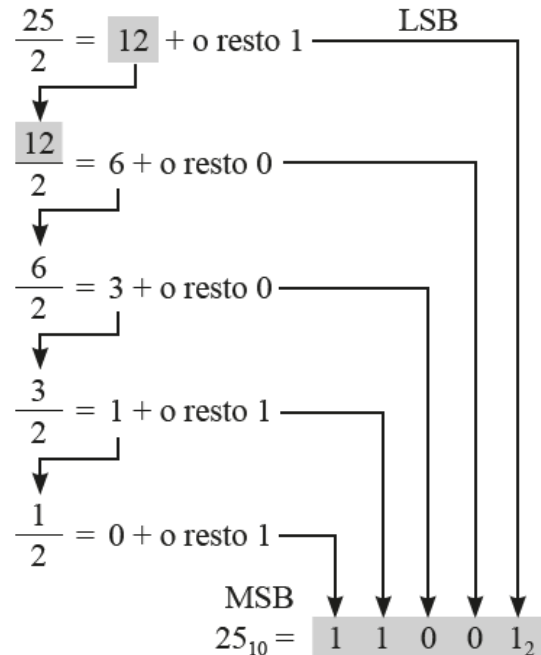 25/2 = 12 + o resto 1 LSB
12/2 = 6 + o resto 0
6/2 = 3 + o resto 0
3/2 = 1 + o resto 1
1/2 = 0 + o resto 1
MSB
25₁₀ = 1 1 0 0 1₂